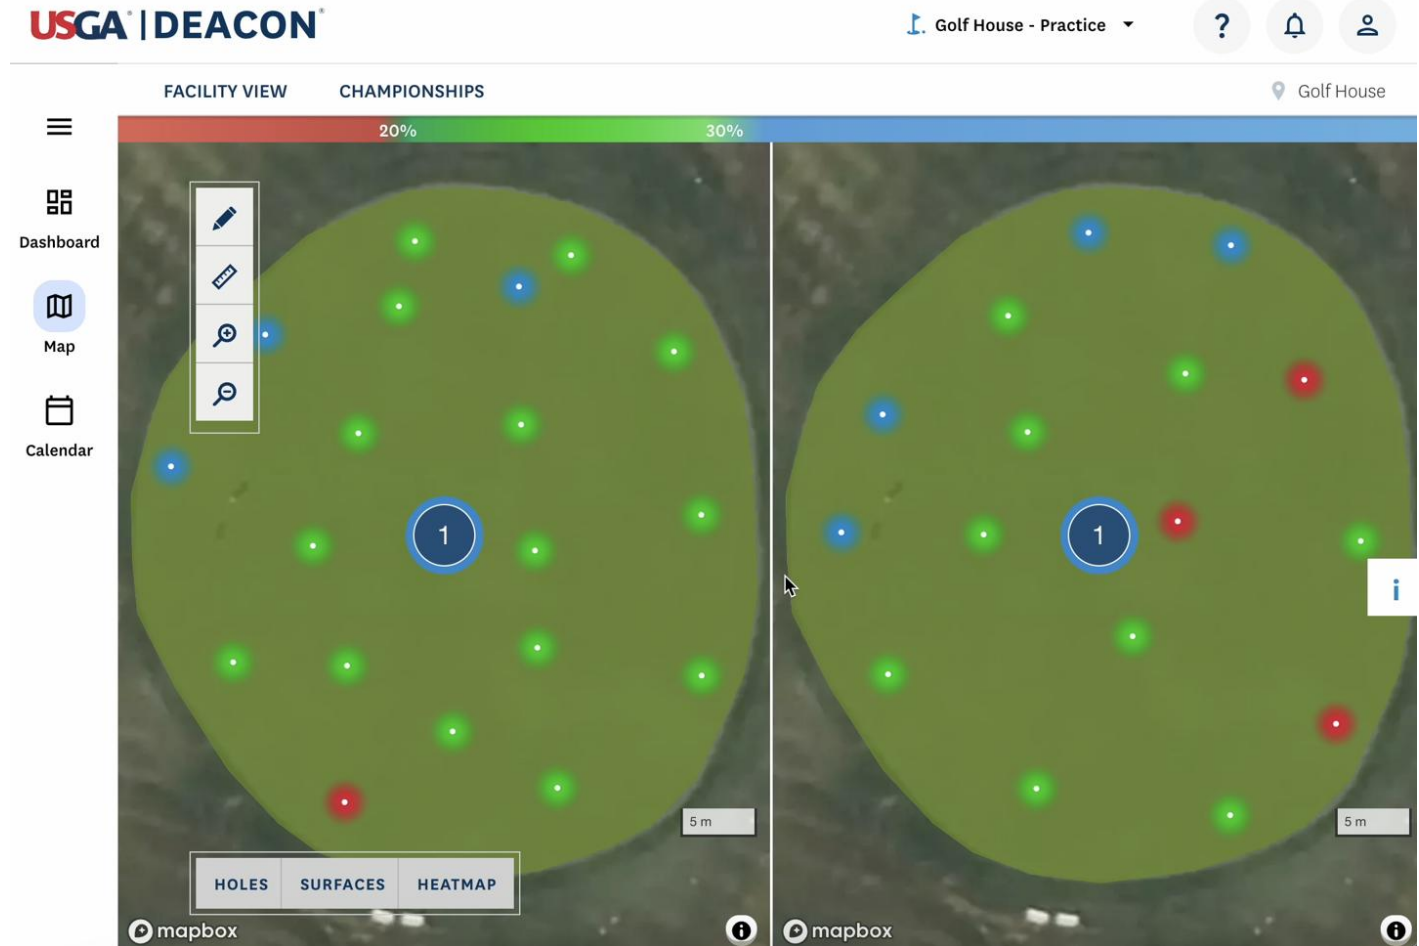 USGA® | DEACON®
Golf House - Practice
?
FACILITY VIEW
CHAMPIONSHIPS
Golf House
20%
30%
Dashboard
Map
Calendar
1
1
i
5 m
5 m
HOLES
SURFACES
HEATMAP
mapbox
i
mapbox
i